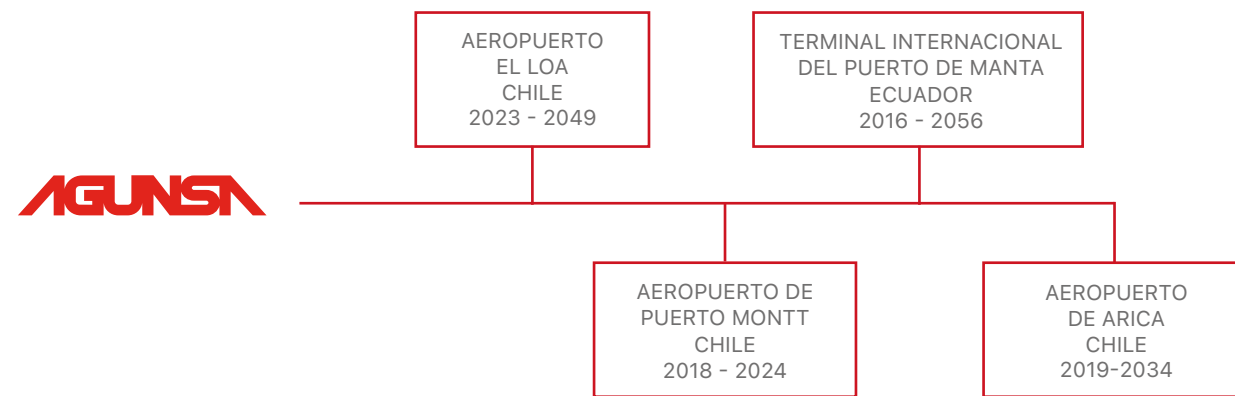 AEROPUERTO
EL LOA
CHILE
2023 - 2049
TERMINAL INTERNACIONAL
DEL PUERTO DE MANTA
ECUADOR
2016 - 2056
AGUNSA
AEROPUERTO DE
PUERTO MONTT
CHILE
2018 - 2024
AEROPUERTO
DE ARICA
CHILE
2019-2034